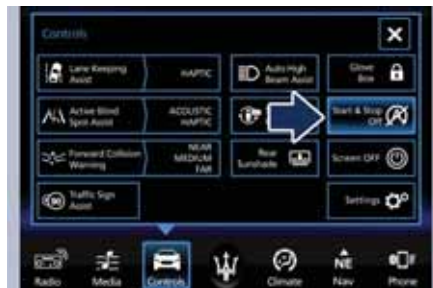 Controls
Lane Keeping
Assist
HAPTIC
Auto High
Beam Assist
Glove
Box
Active Blind
Spot Assist
ACOUSTIC
HAPTIC
Start & Stop
Off
Forward Collision
Warning
NEAR
MEDIUM
FAR
Rear
Sunshade
Screen OFF
Traffic Sign
Assist
Settings
Radio
Media
Controls
Climate
NE
Nav
Phone